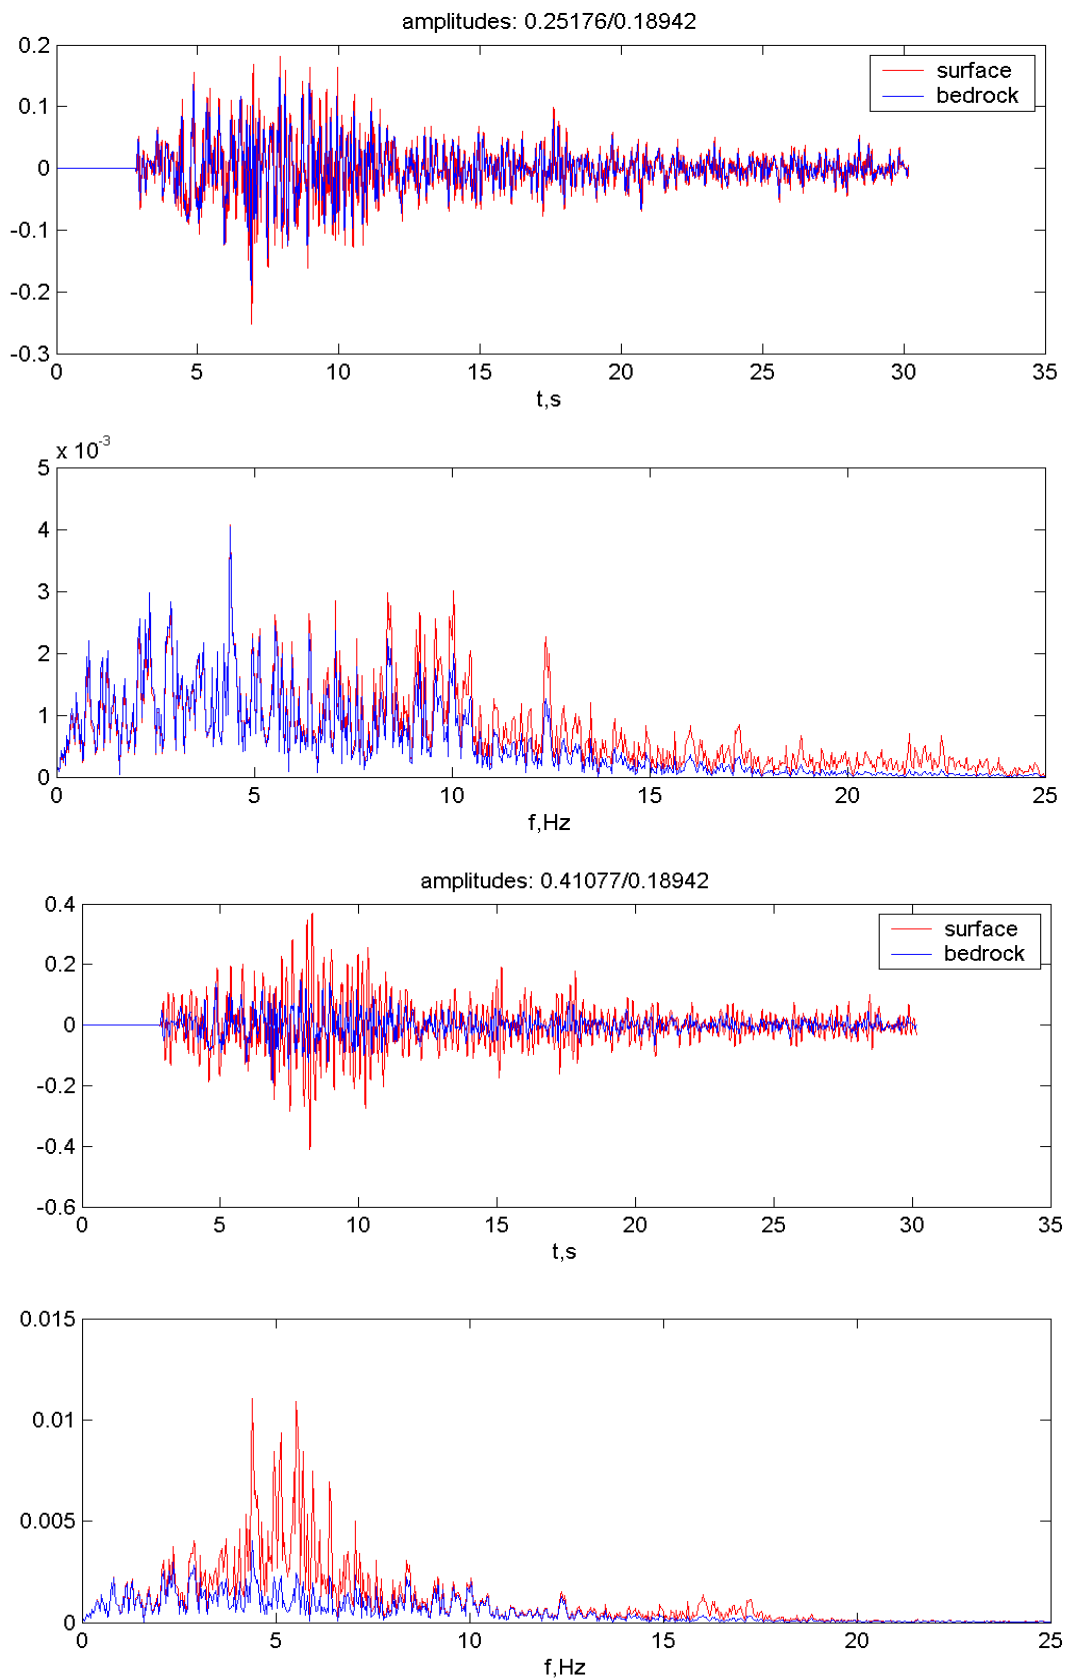 amplitudes: 0.25176/0.18942
0.2
0.1
0
-0.1
-0.2
-0.3
surface
bedrock
0 5 10 15 20 25 30 35
t,s
x 10-3
5
4
3
2
1
0
0 5 10 15 20 25
f,Hz
amplitudes: 0.41077/0.18942
0.4
0.2
0
-0.2
-0.4
-0.6
surface
bedrock
0 5 10 15 20 25 30 35
t,s
0.015
0.01
0.005
0
0 5 10 15 20 25
f,Hz